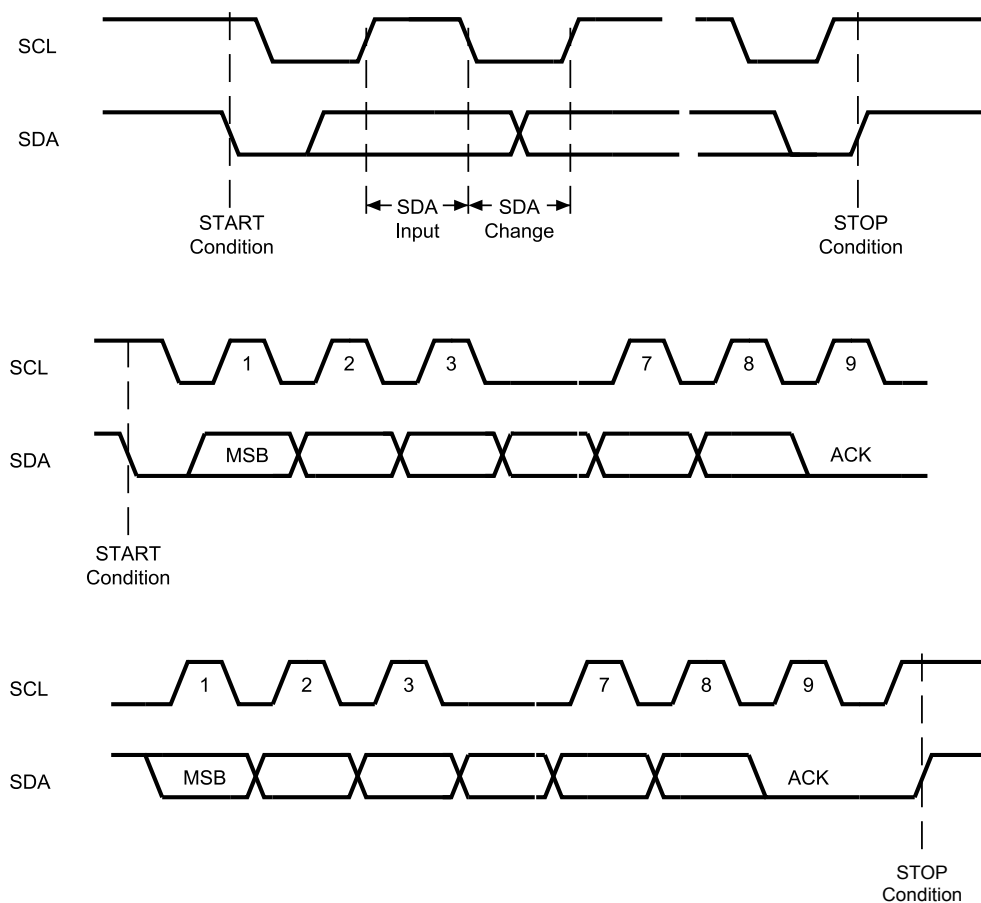 SCL
SDA
START
Condition
SDA
Input
SDA
Change
STOP
Condition
SCL
1
2
3
7
8
9
SDA
MSB
ACK
START
Condition
SCL
1
2
3
7
8
9
SDA
MSB
ACK
STOP
Condition